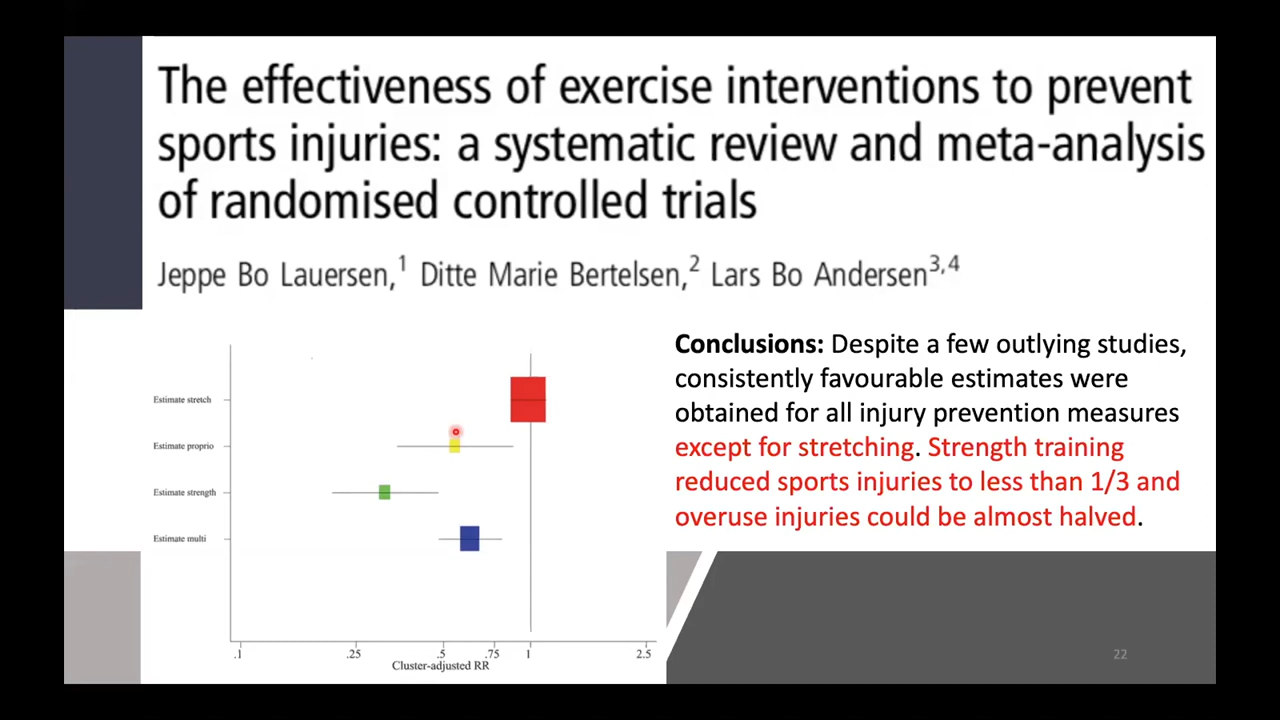 The effectiveness of exercise interventions to prevent
sports injuries: a systematic review and meta-analysis
of randomised controlled trials
Jeppe Bo Lauersen,1 Ditte Marie Bertelsen,2 Lars Bo Andersen3,4
Estimate stretch
Estimate proprio
Estimate strength
Estimate multi
.1 .25 .5 .75 1 2.5
Cluster-adjusted RR
Conclusions: Despite a few outlying studies,
consistently favourable estimates were
obtained for all injury prevention measures
except for stretching. Strength training
reduced sports injuries to less than 1/3 and
overuse injuries could be almost halved.
22